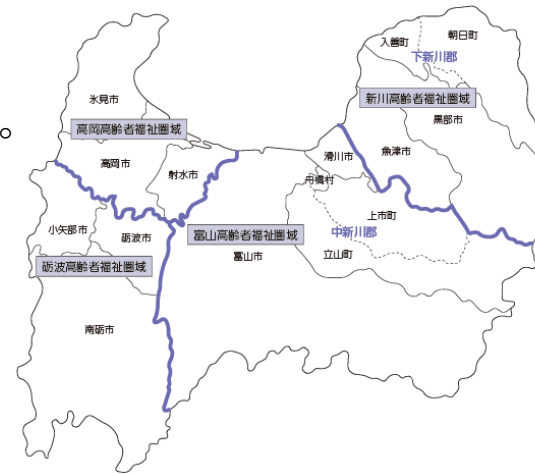 朝日町
入善町
下新川郡
氷見市
新川高齢者福祉圏域
黒部市
高岡高齢者福祉圏域
魚津市
滑川市
高岡市
射水市
舟橋村
上市町
小矢部市
砺波市
富山高齢者福祉圏域
中新川郡
富山市
立山町
砺波高齢者福祉圏域
南砺市